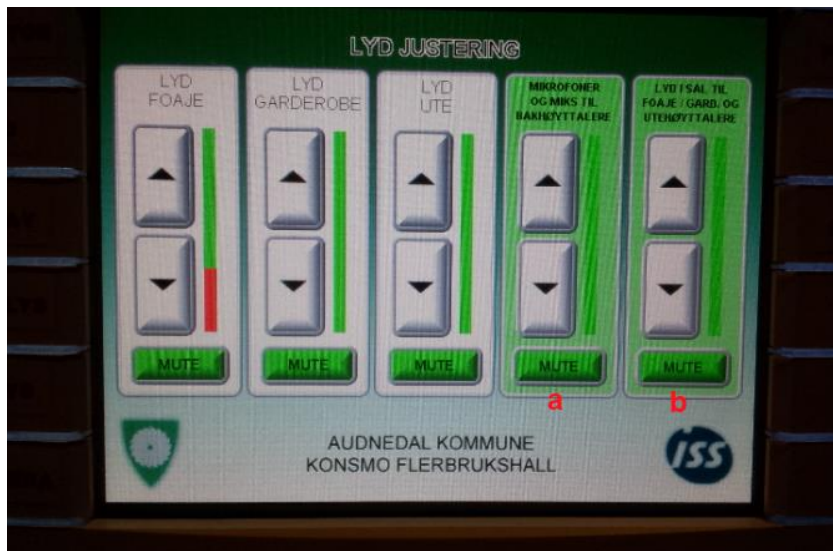 LYD JUSTERING
LYD
FOAJE
LYD
GARDEROBE
LYD
UTE
MIKROFONER
OG MIKS TIL
BAKHØYTTALERE
LYD I SAL TIL
FOAJE / GARB. OG
UTEHØYTTALERE
MUTE
MUTE
MUTE
MUTE
MUTE
a
b
AUDNEDAL KOMMUNE
KONSMO FLERBRUKSHALL
ISS